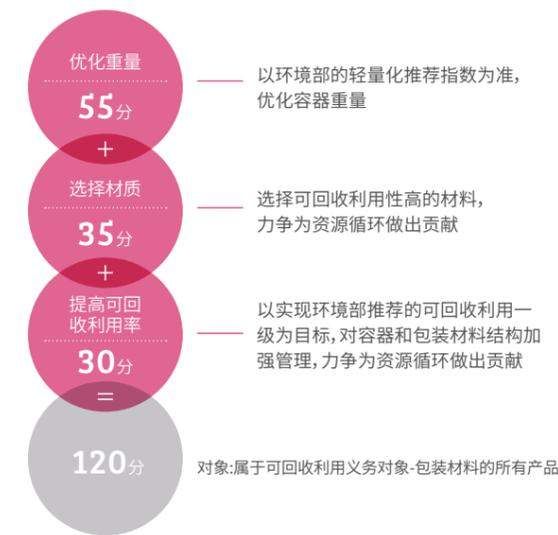 优化重量
55分
以环境部的轻量化推荐指数为准,
优化容器重量
+
选择材质
35分
选择可回收利用性高的材料,
力争为资源循环做出贡献
+
提高可回
收利用率
30分
以实现环境部推荐的可回收利用一
级为目标, 对容器和包装材料结构加
强管理, 力争为资源循环做出贡献
=
120分
对象:属于可回收利用义务对象-包装材料的所有产品